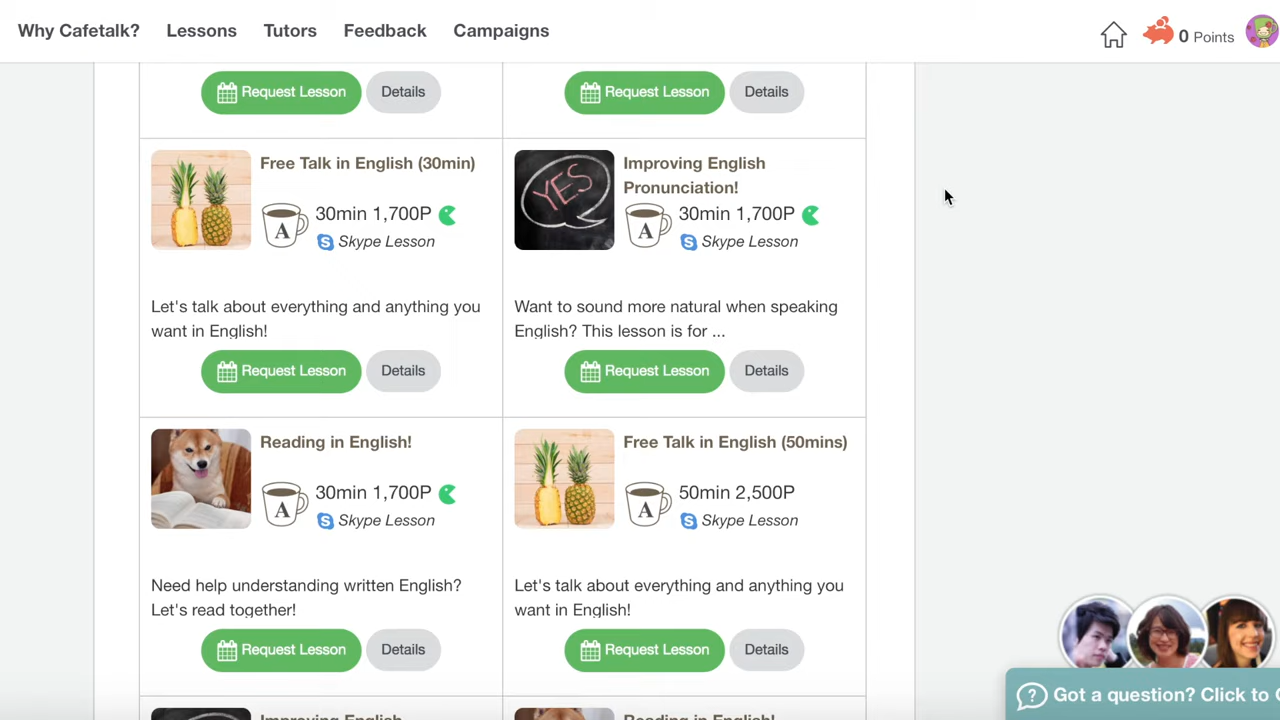 Why Cafetalk? Lessons Tutors Feedback Campaigns 0 Points
Request Lesson Details
Request Lesson Details
Free Talk in English (30min)
A
30min 1,700P
Skype Lesson
Let's talk about everything and anything you
want in English!
Request Lesson Details
Improving English
Pronunciation!
YES
A
30min 1,700P
Skype Lesson
Want to sound more natural when speaking
English? This lesson is for ...
Request Lesson Details
Reading in English!
A
30min 1,700P
Skype Lesson
Need help understanding written English?
Let's read together!
Request Lesson Details
Free Talk in English (50mins)
A
50min 2,500P
Skype Lesson
Let's talk about everything and anything you
want in English!
Request Lesson Details
Improving English
Reading in English!
Got a question? Click to